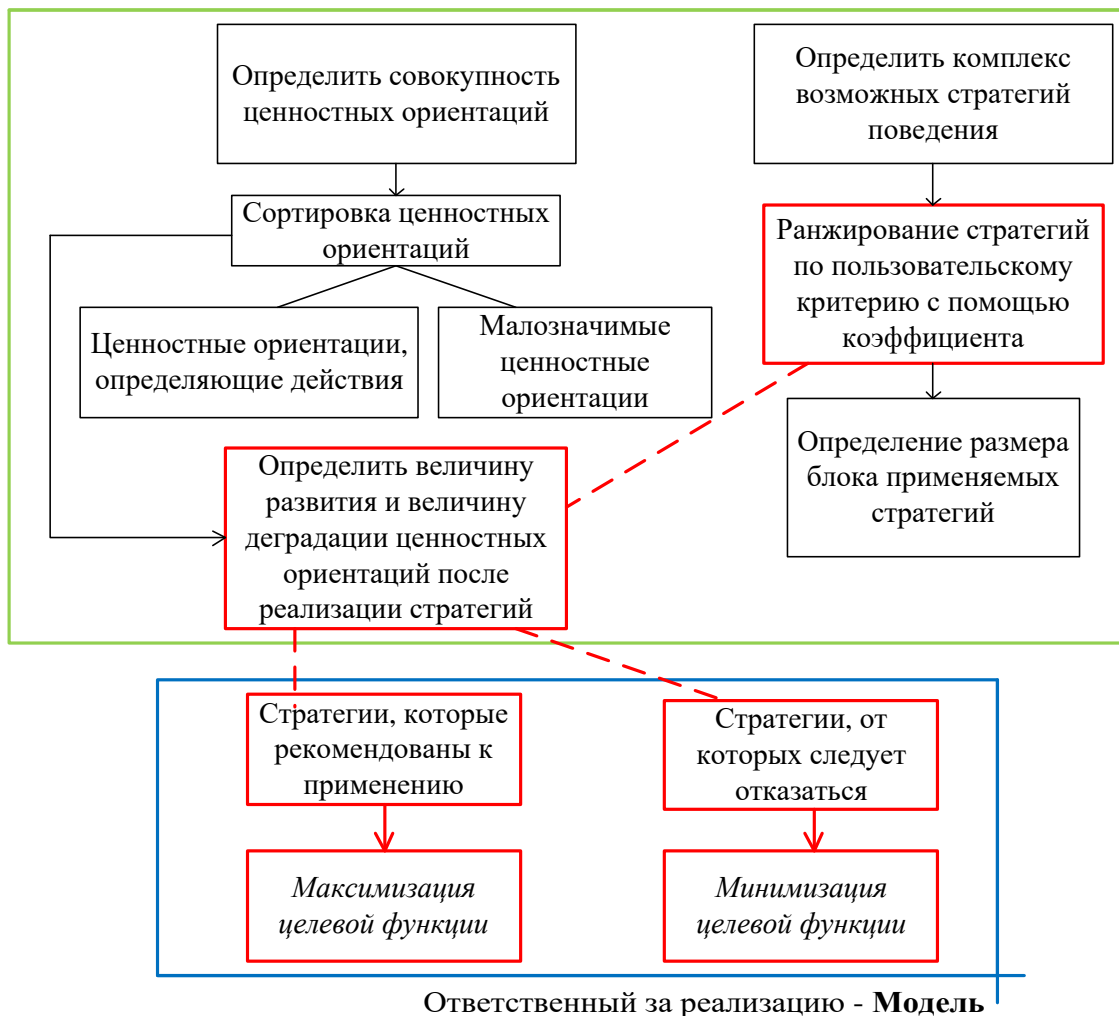 Определить совокупность
ценностных ориентаций
Определить комплекс
возможных стратегий
поведения
Сортировка ценностных
ориентаций
Ранжирование стратегий
по пользовательскому
критерию с помощью
коэффициента
Ценностные ориентации,
определяющие действия
Малозначимые
ценностные
ориентации
Определение размера
блока применяемых
стратегий
Определить величину
развития и величину
деградации ценностных
ориентаций после
реализации стратегий
Стратегии, которые
рекомендованы к
применению
Стратегии, от
которых следует
отказаться
Максимизация
целевой функции
Минимизация
целевой функции
Ответственный за реализацию - Модель